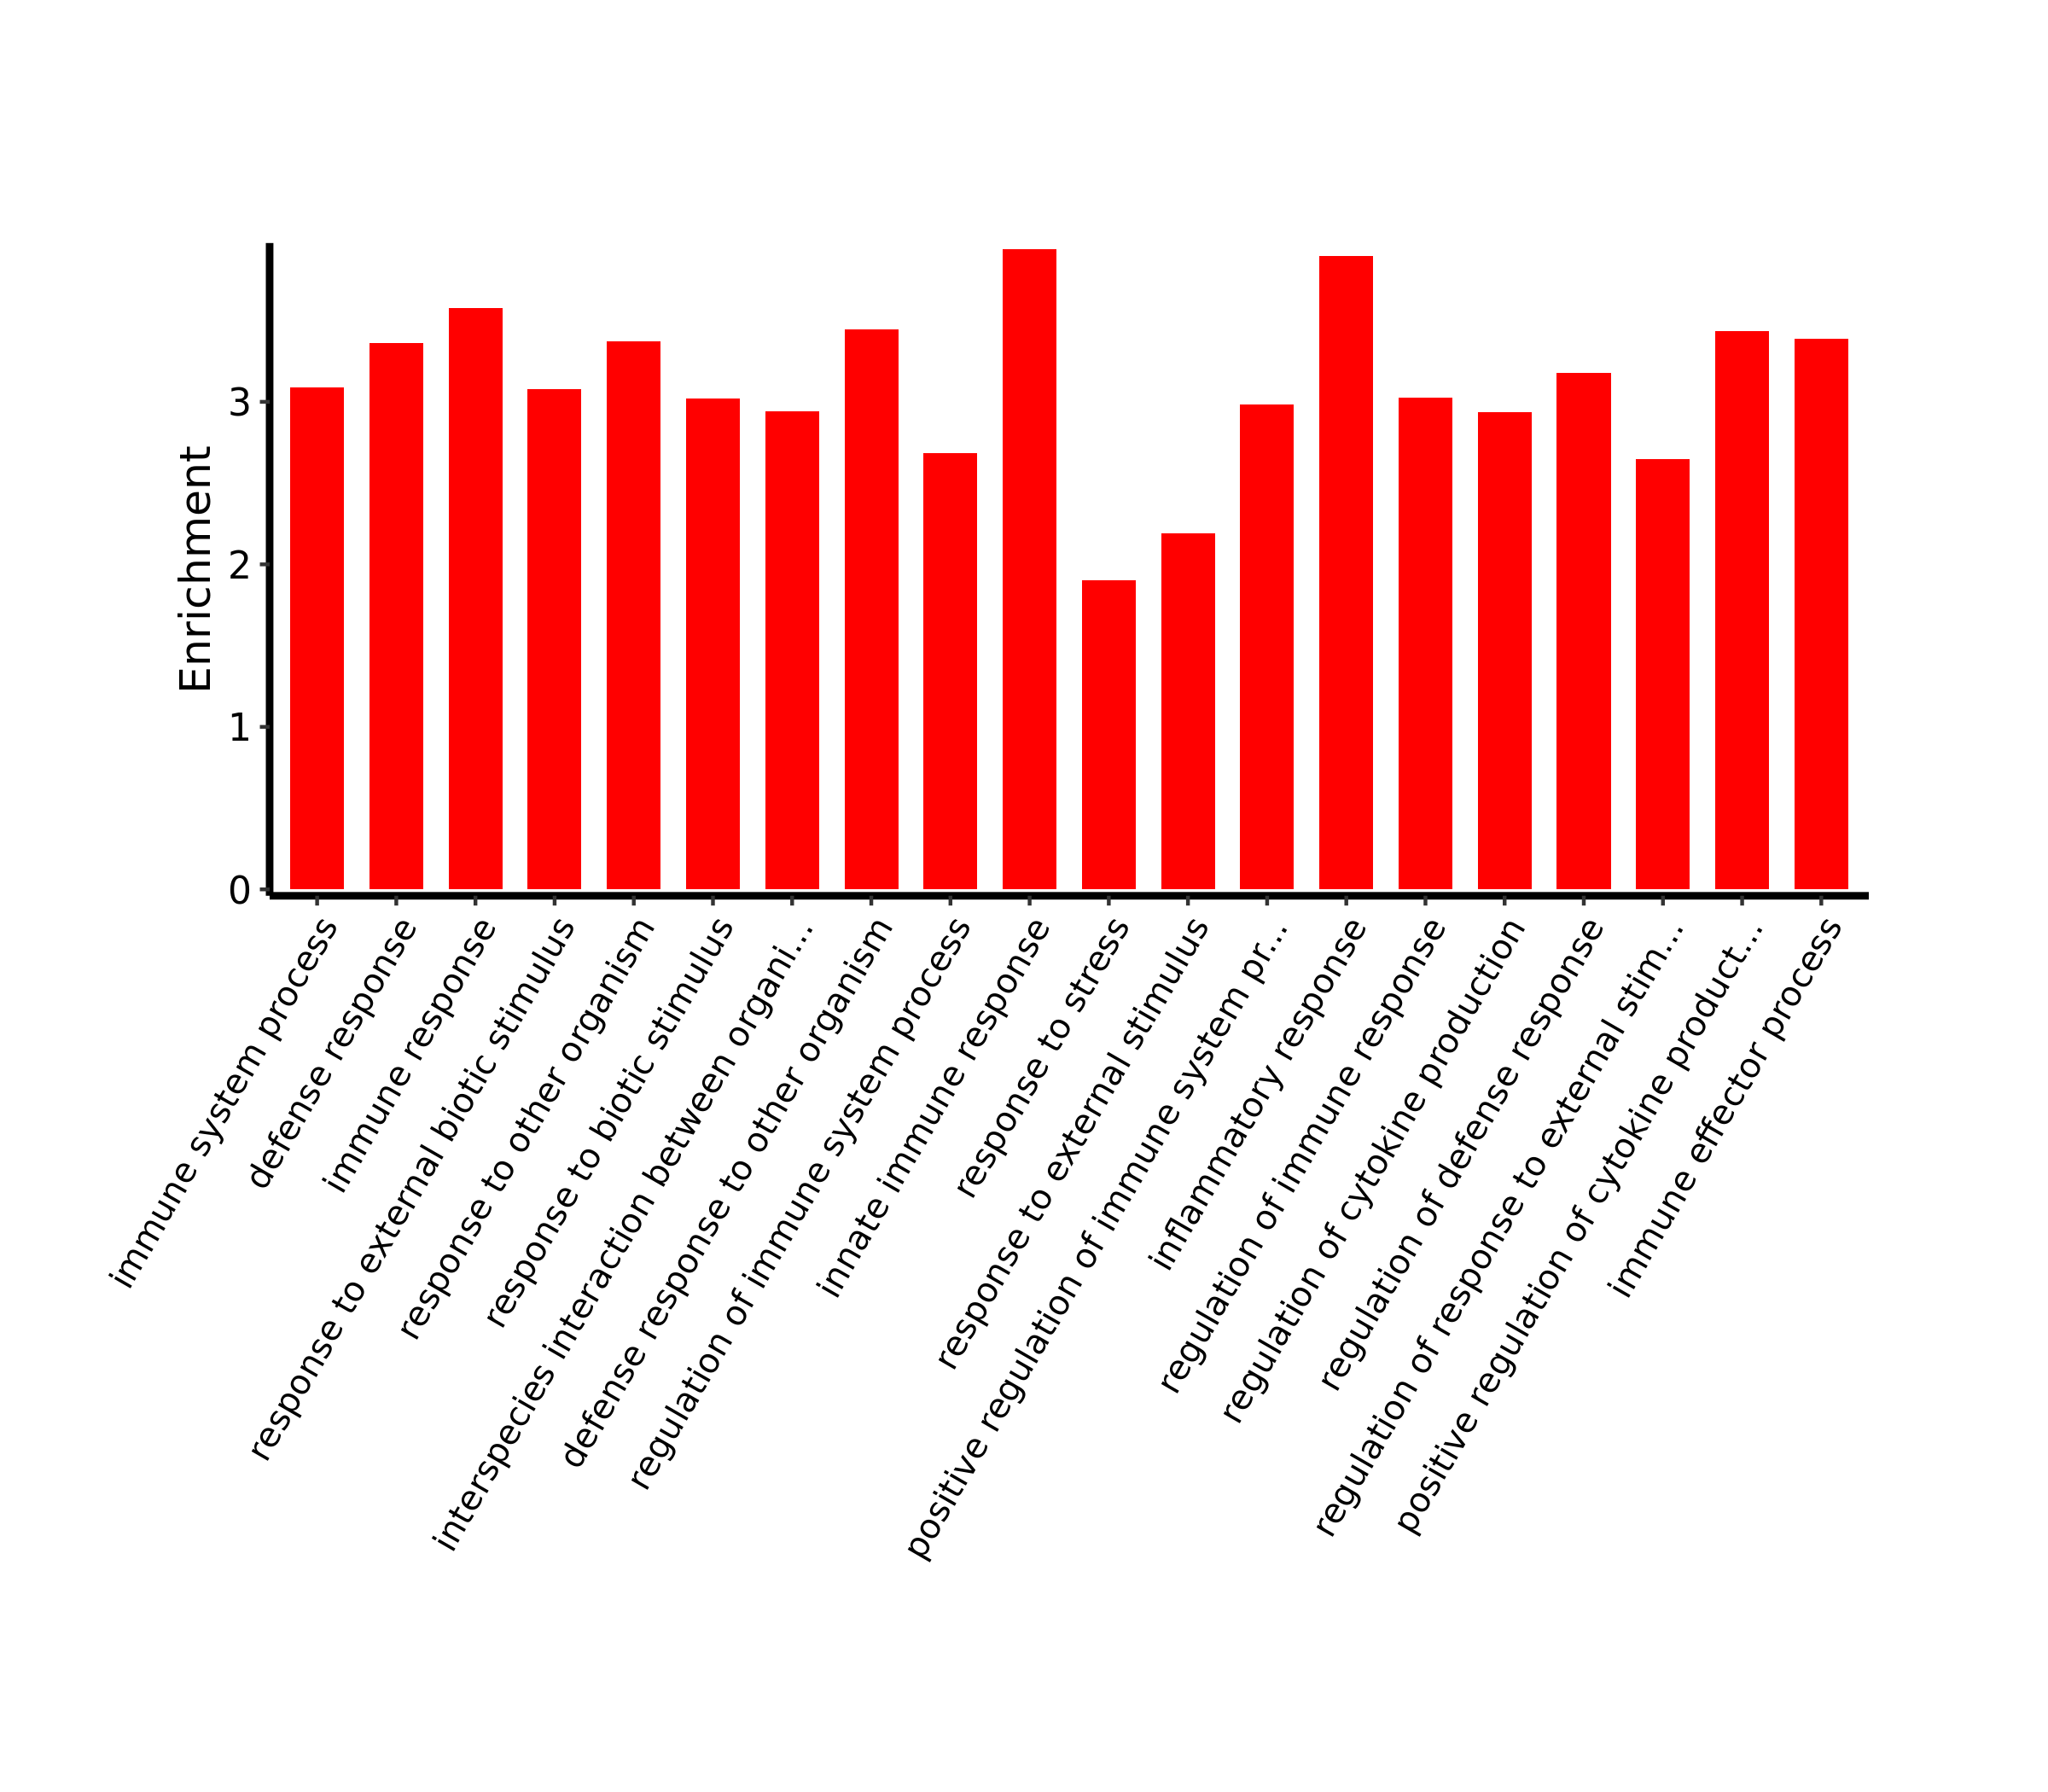 Enrichment
3
2
1
0
immune system process
defense response
immune response
response to external biotic stimulus
response to other organism
response to biotic stimulus
interspecies interaction between organi...
defense response to other organism
regulation of immune system process
innate immune response
response to stress
response to external stimulus
positive regulation of immune system pr...
inflammatory response
regulation of immune response
regulation of cytokine production
regulation of defense response
regulation of response to external stim...
positive regulation of cytokine product...
immune effector process